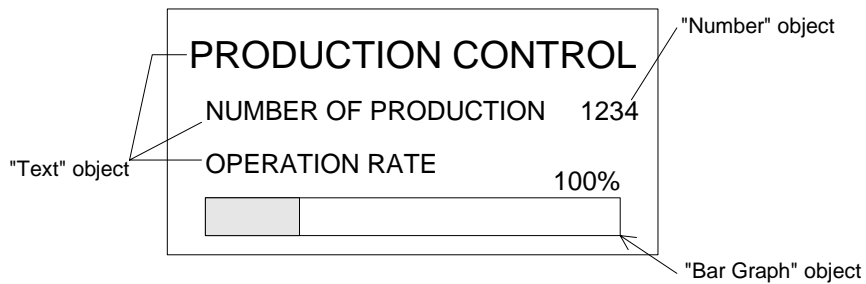 "Number" object
PRODUCTION CONTROL
NUMBER OF PRODUCTION 1234
"Text" object
OPERATION RATE
100%
"Bar Graph" object